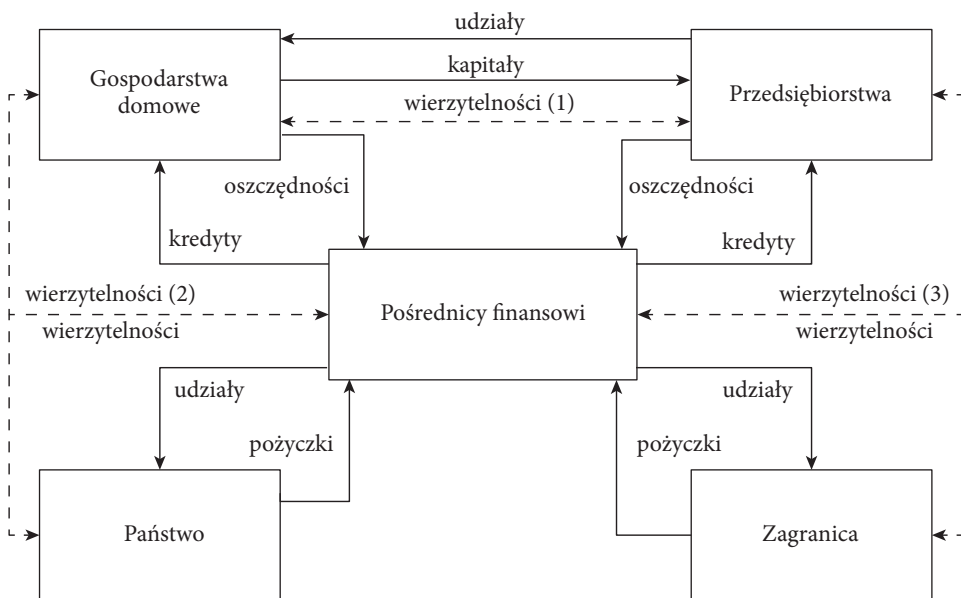 udziały
Gospodarstwa
domowe
kapitały
Przedsiębiorstwa
wierzytelności (1)
oszczędności
oszczędności
kredyty
kredyty
wierzytelności (2)
Pośrednicy finansowi
wierzytelności (3)
wierzytelności
wierzytelności
udziały
udziały
pożyczki
pożyczki
Państwo
Zagranica